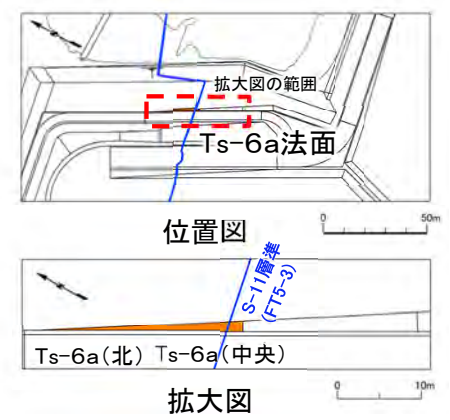 拡大図の範囲
Ts-6a法面
位置図
0 50m
S-11層準
(FT5-3)
Ts-6a(北) Ts-6a(中央)
拡大図
0 10m